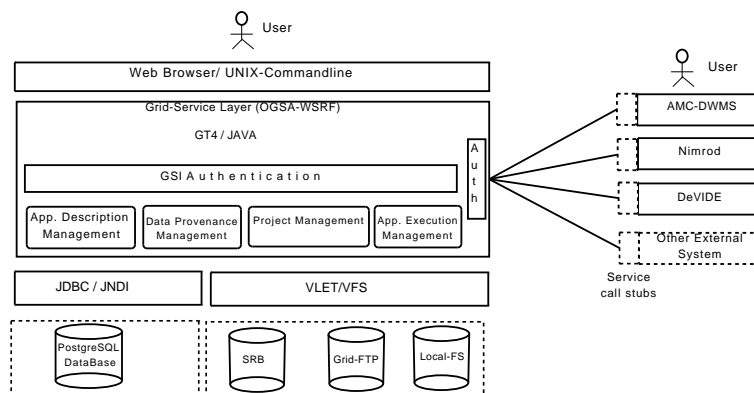 User
Web Browser/ UNIX-Commandline
Grid-Service Layer (OGSA-WSRF)
GT4 / JAVA
GSI Authentication
Auth
App. Description
Management
Data Provenance
Management
Project Management
App. Execution
Management
JDBC / JNDI
VLET/VFS
PostgreSQL
DataBase
SRB
Grid-FTP
Local-FS
User
AMC-DWMS
Nimrod
DeVIDE
Other External
System
Service
call stubs